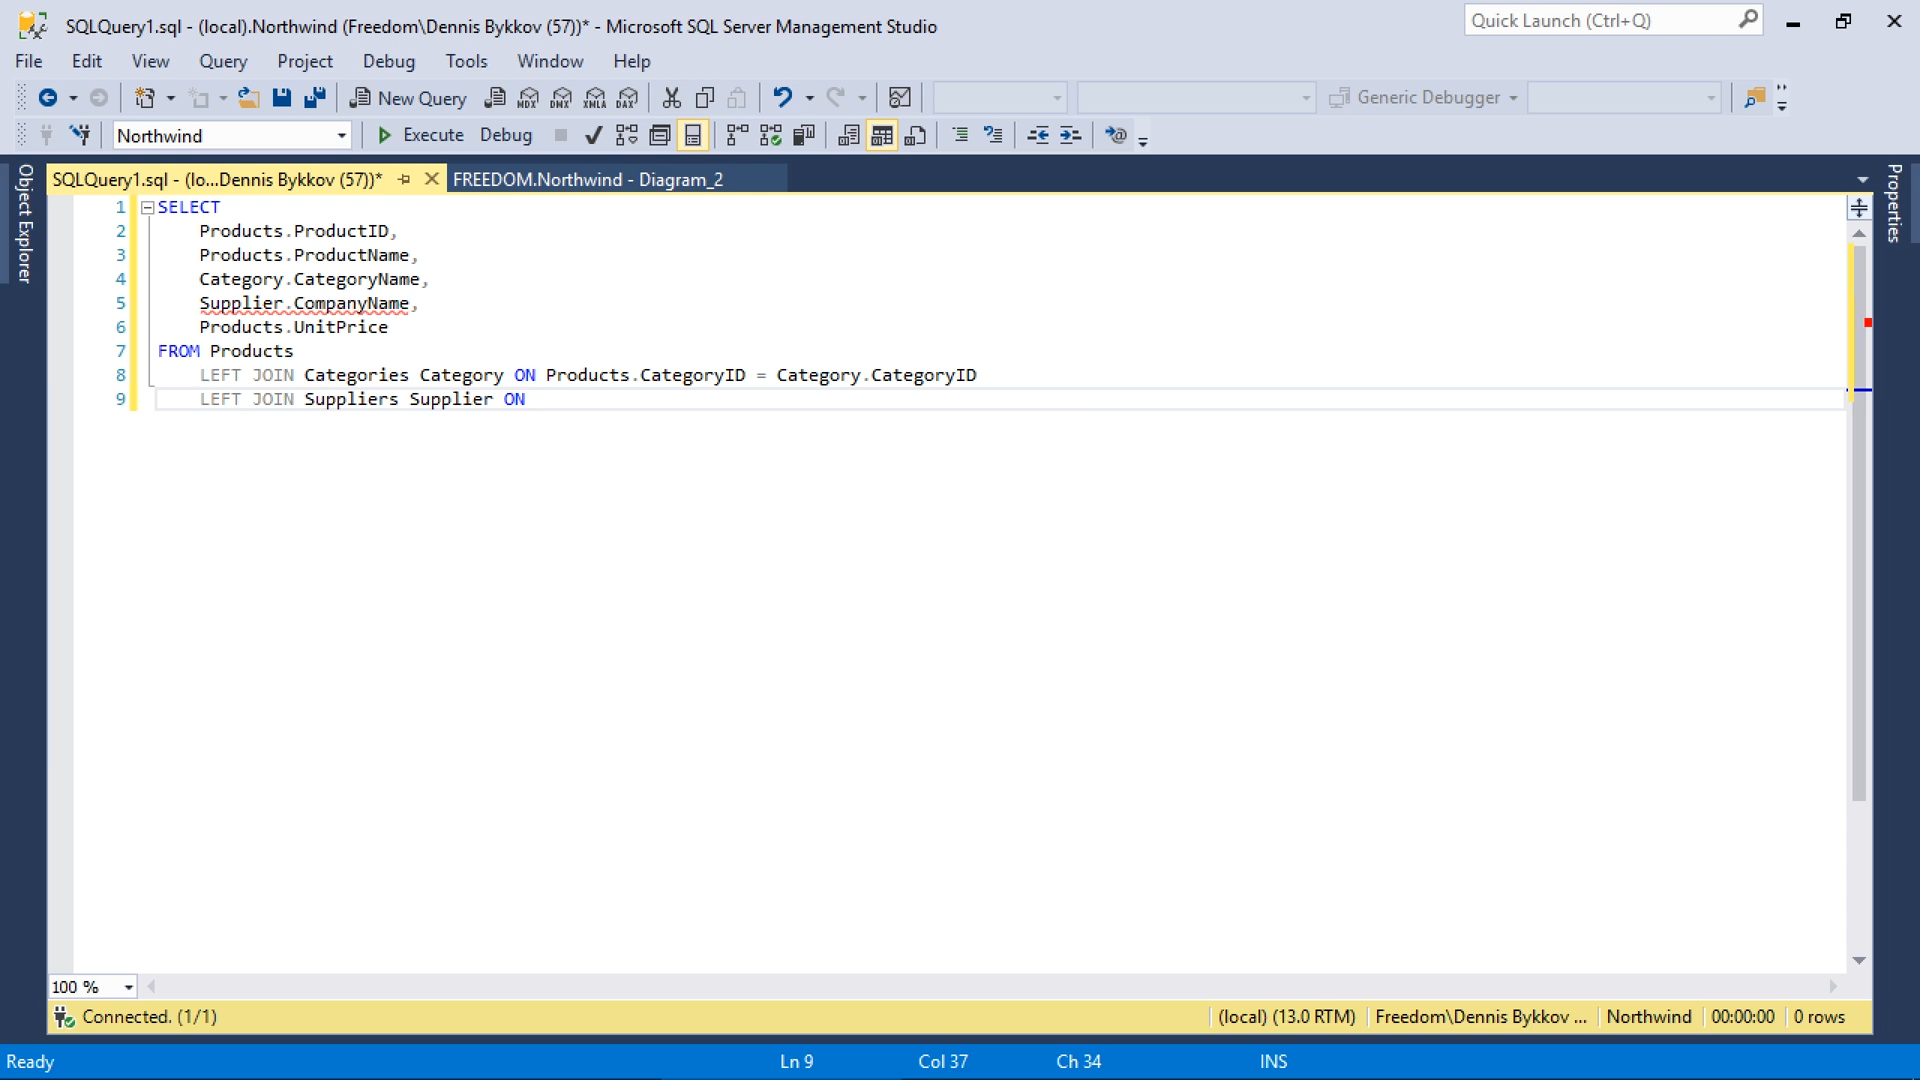 SQLQuery1.sql - (local).Northwind (Freedom\Dennis Bykkov (57))* - Microsoft SQL Server Management Studio
Quick Launch (Ctrl+Q)
File Edit View Query Project Debug Tools Window Help
New Query MDX DMX XMLA DAX Generic Debugger
Northwind Execute Debug
Object Explorer
SQLQuery1.sql - (lo...Dennis Bykkov (57))* FREEDOM.Northwind - Diagram_2
Properties
1 SELECT
2 Products.ProductID,
3 Products.ProductName,
4 Category.CategoryName,
5 Supplier.CompanyName,
6 Products.UnitPrice
7 FROM Products
8 LEFT JOIN Categories Category ON Products.CategoryID = Category.CategoryID
9 LEFT JOIN Suppliers Supplier ON
100 %
Connected. (1/1) (local) (13.0 RTM) Freedom\Dennis Bykkov ... Northwind 00:00:00 0 rows
Ready Ln 9 Col 37 Ch 34 INS